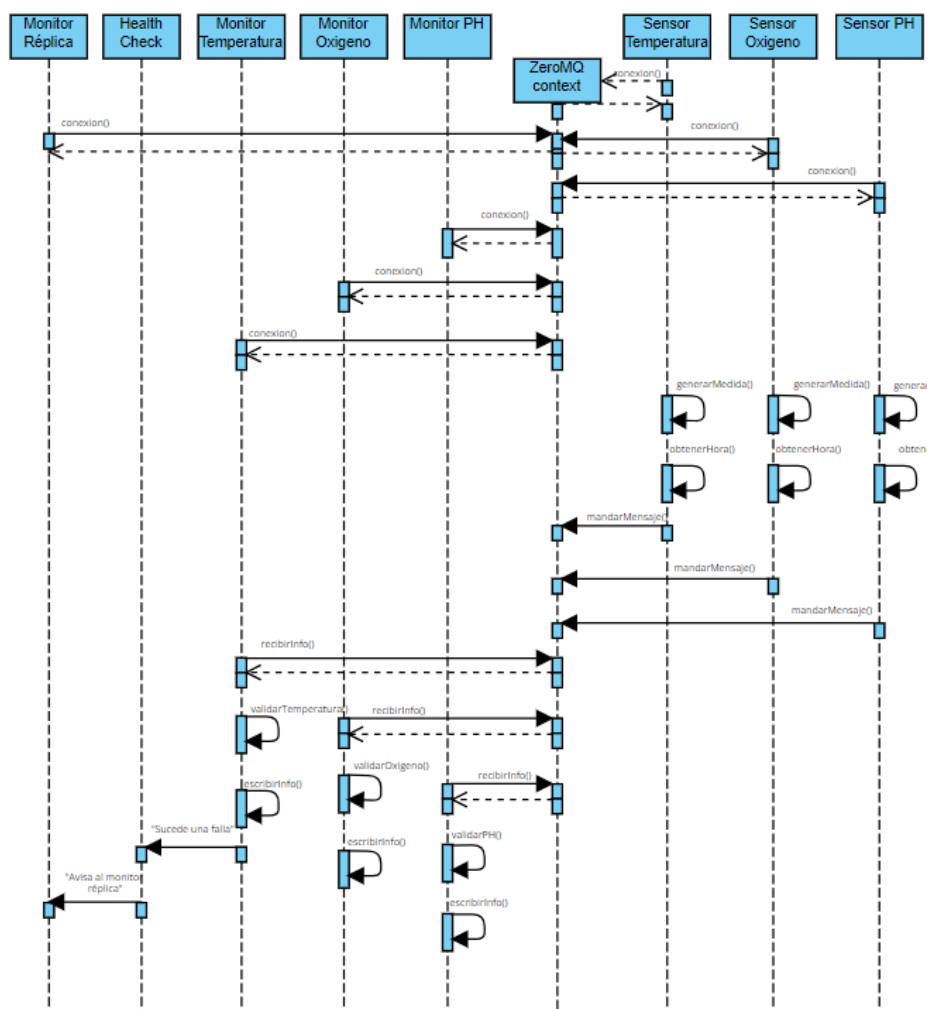 Monitor
Réplica
Health
Check
Monitor
Temperatura
Monitor
Oxigeno
Monitor PH
Sensor
Temperatura
Sensor
Oxigeno
Sensor PH
ZeroMQ
context
conexion()
conexion()
conexion()
conexion()
conexion()
conexion()
conexion()
generarMedida()
generarMedida()
generar
obtenerHora()
obtenerHora()
obten
mandarMensaje()
mandarMensaje()
mandarMensaje()
recibirInfo()
validarTemperatura()
recibirInfo()
validarOxigeno()
recibirInfo()
escribirInfo()
"Sucede una falla"
escribirInfo()
validarPH()
"Avisa al monitor
réplica"
escribirInfo()